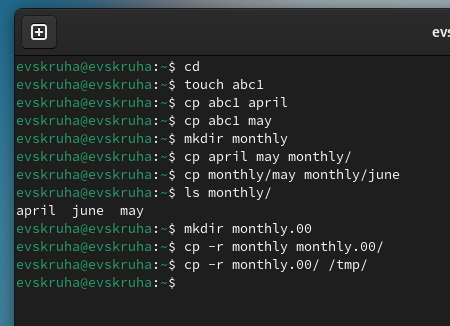 evs
evskruha@evskruha:~$ cd
evskruha@evskruha:~$ touch abc1
evskruha@evskruha:~$ cp abc1 april
evskruha@evskruha:~$ cp abc1 may
evskruha@evskruha:~$ mkdir monthly
evskruha@evskruha:~$ cp april may monthly/
evskruha@evskruha:~$ cp monthly/may monthly/june
evskruha@evskruha:~$ ls monthly/
april  june  may
evskruha@evskruha:~$ mkdir monthly.00
evskruha@evskruha:~$ cp -r monthly monthly.00/
evskruha@evskruha:~$ cp -r monthly.00/ /tmp/
evskruha@evskruha:~$